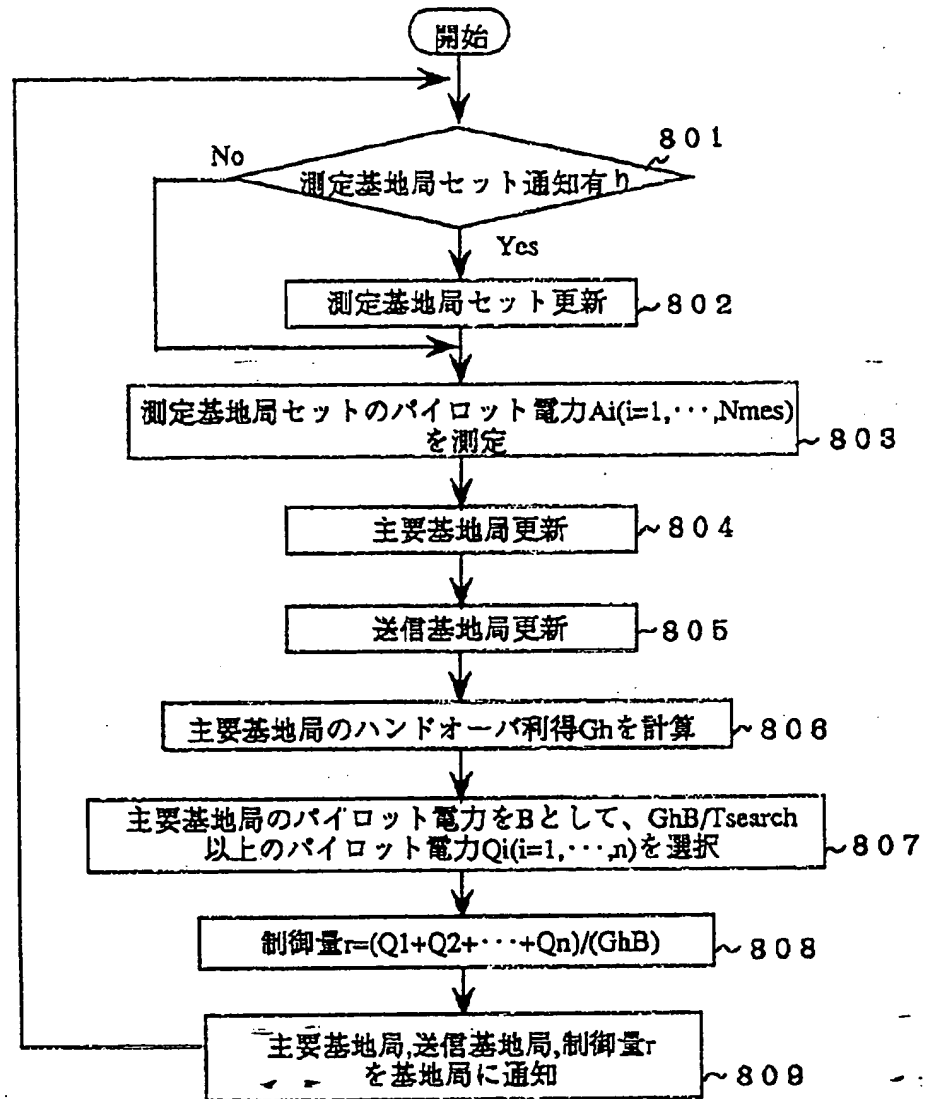 開始
801
No
測定基地局セット通知有り
Yes
測定基地局セット更新
~802
測定基地局セットのパイロット電力Ai(i=1,・・・,Nmes)
を測定
~803
主要基地局更新
~804
送信基地局更新
~805
主要基地局のハンドオーバ利得Ghを計算
~806
主要基地局のパイロット電力をBとして、GhB/Tsearch
以上のパイロット電力Qi(i=1,・・・,n)を選択
~807
制御量r=(Q1+Q2+・・・+Qn)/(GhB)
~808
主要基地局,送信基地局,制御量r
を基地局に通知
~809